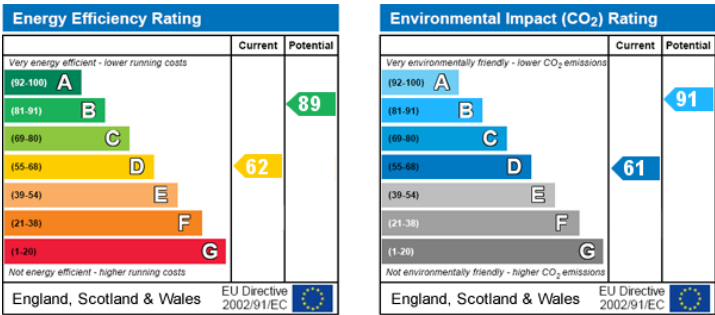 Energy Efficiency Rating
Current Potential
Very energy efficient - lower running costs
(92-100) A
(81-91) B
89
(69-80) C
(55-68) D
62
(39-54) E
(21-38) F
(1-20) G
Not energy efficient - higher running costs
England, Scotland & Wales
EU Directive
2002/91/EC
Environmental Impact (CO₂) Rating
Current Potential
Very environmentally friendly - lower CO₂ emissions
(92-100) A
(81-91) B
91
(69-80) C
(55-68) D
61
(39-54) E
(21-38) F
(1-20) G
Not environmentally friendly - higher CO₂ emissions
England, Scotland & Wales
EU Directive
2002/91/EC